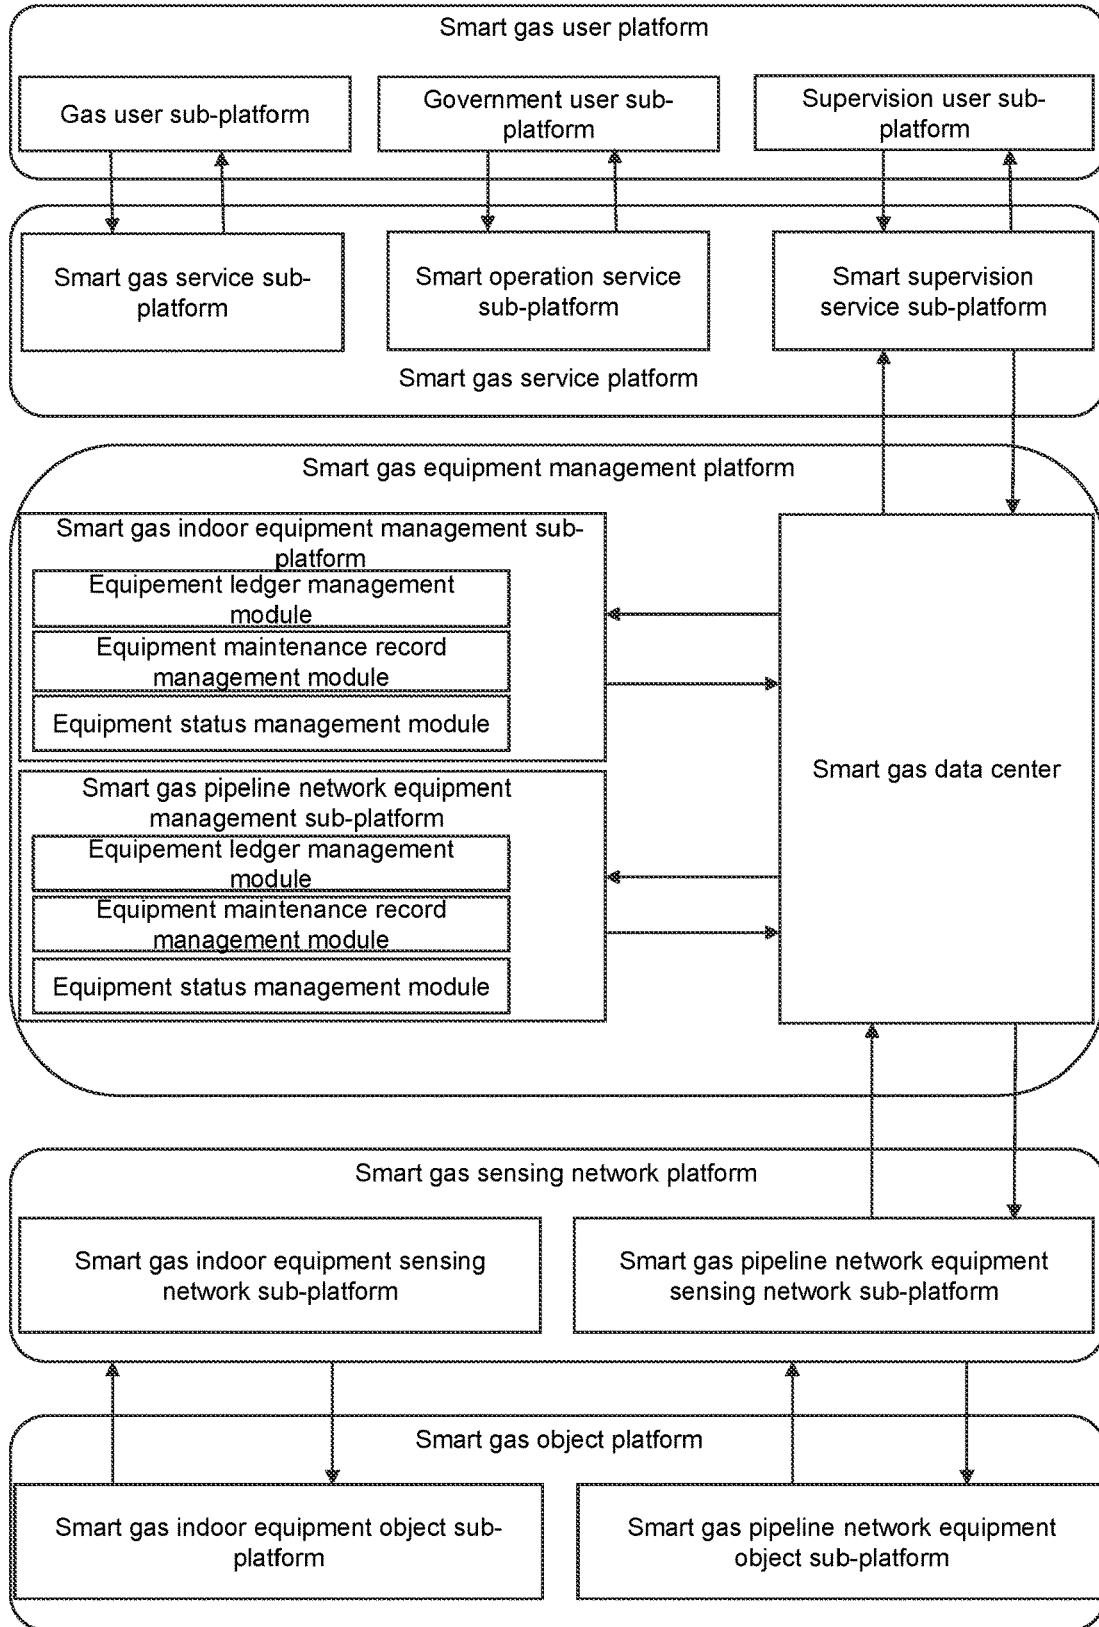 Smart gas user platform
Gas user sub-platform
Government user sub-
platform
Supervision user sub-
platform
Smart gas service sub-
platform
Smart operation service
sub-platform
Smart supervision
service sub-platform
Smart gas service platform
Smart gas equipment management platform
Smart gas indoor equipment management sub-
platform
Equipement ledger management
module
Equipment maintenance record
management module
Equipment status management module
Smart gas pipeline network equipment
management sub-platform
Equipement ledger management
module
Equipment maintenance record
management module
Equipment status management module
Smart gas data center
Smart gas sensing network platform
Smart gas indoor equipment sensing
network sub-platform
Smart gas pipeline network equipment
sensing network sub-platform
Smart gas object platform
Smart gas indoor equipment object sub-
platform
Smart gas pipeline network equipment
object sub-platform